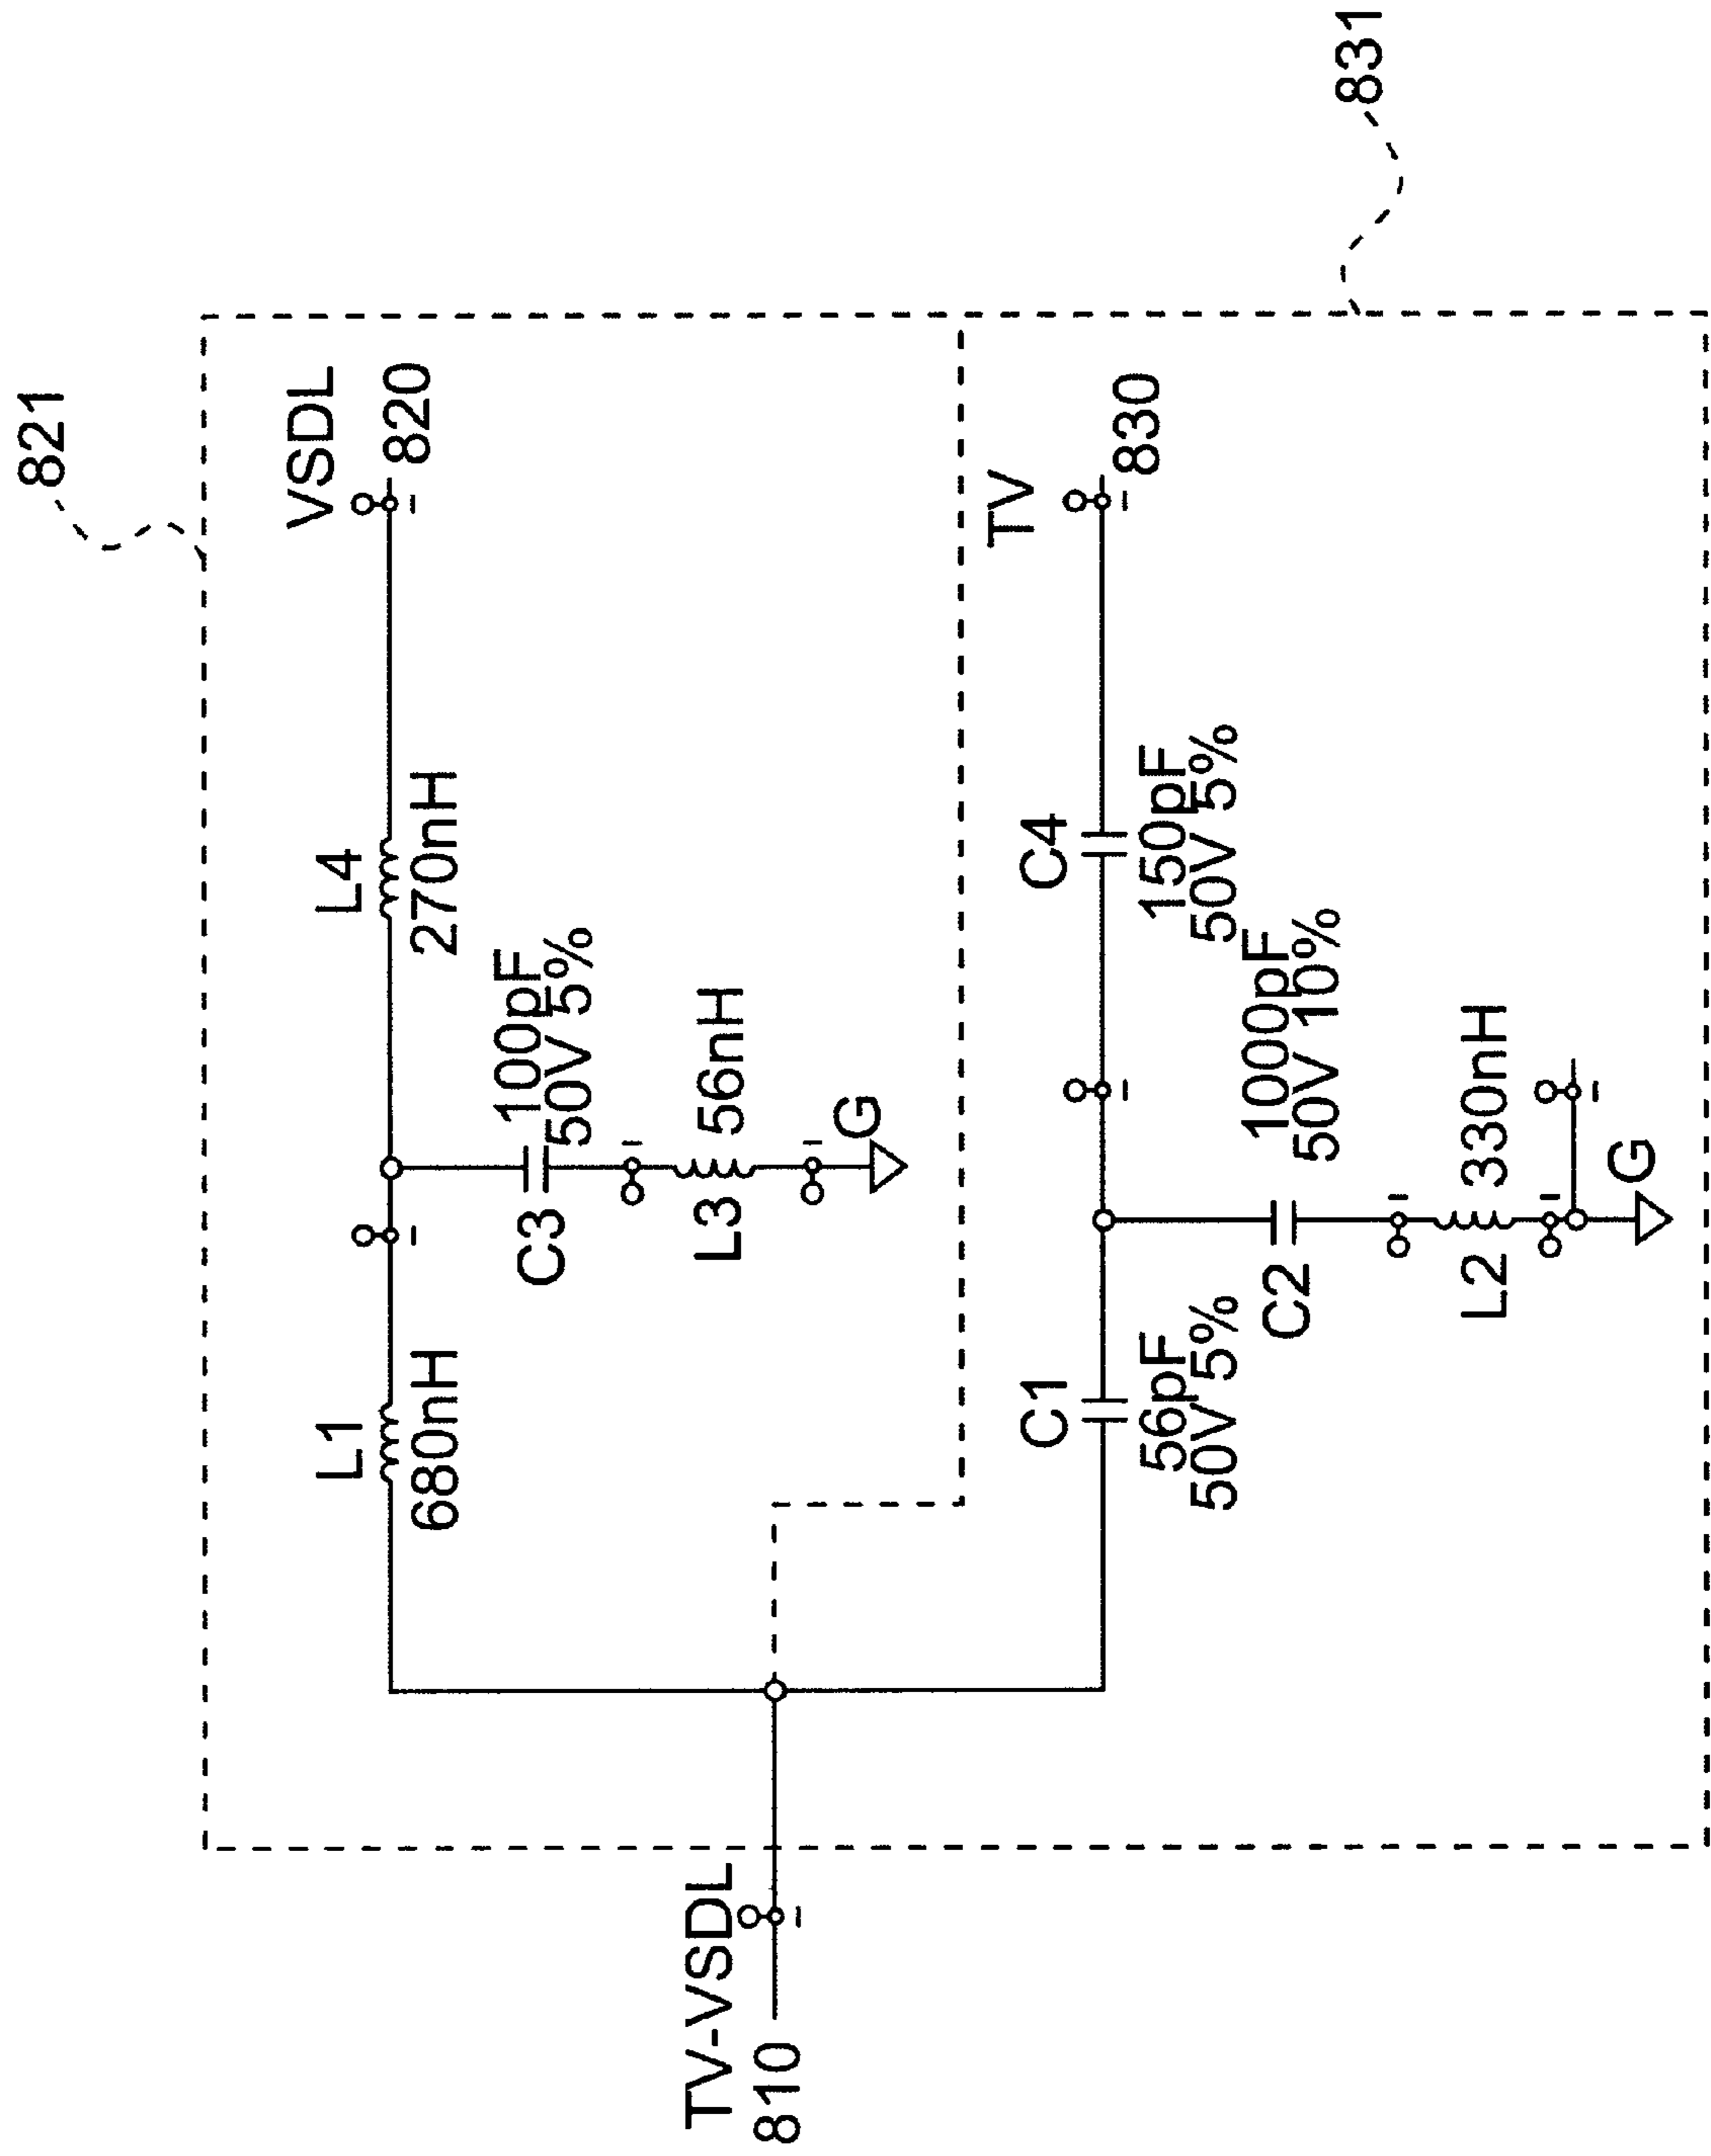 821
VSDL
820
L4
270nH
L1
680nH
100pF
50V 5%
C3
56nH
L3
G
TV-VSDL
810
TV
830
C4
150pF
50V 5%
C1
56pF
50V 5%
1000pF
50V 10%
C2
330nH
L2
G
831